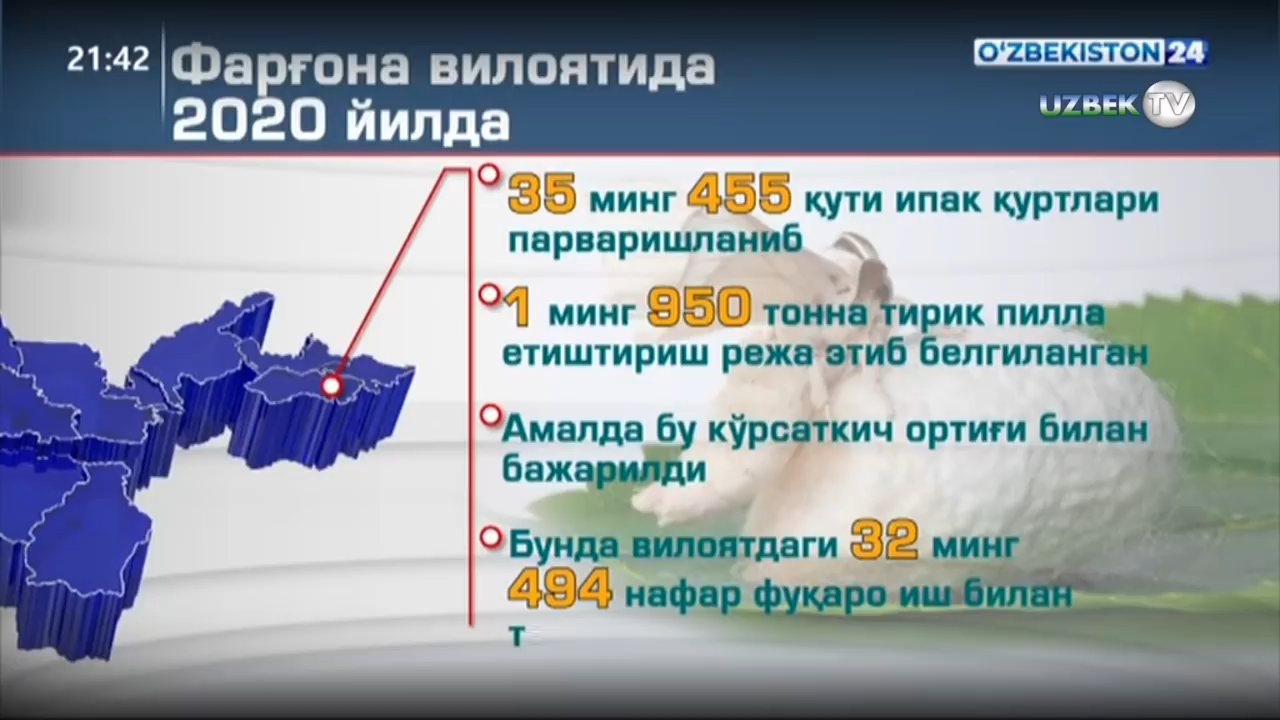 21:42
Фарғона вилоятида
2020 йилда
O‘ZBEKISTON 24
UZBEK TV
35 минг 455 қути ипак қуртлари
парваришланиб
1 минг 950 тонна тирик пилла
етиштириш режа этиб белгиланган
Амалда бу кўрсаткич ортиғи билан
бажарилди
Бунда вилоятдаги 32 минг
494 нафар фуқаро иш билан
т